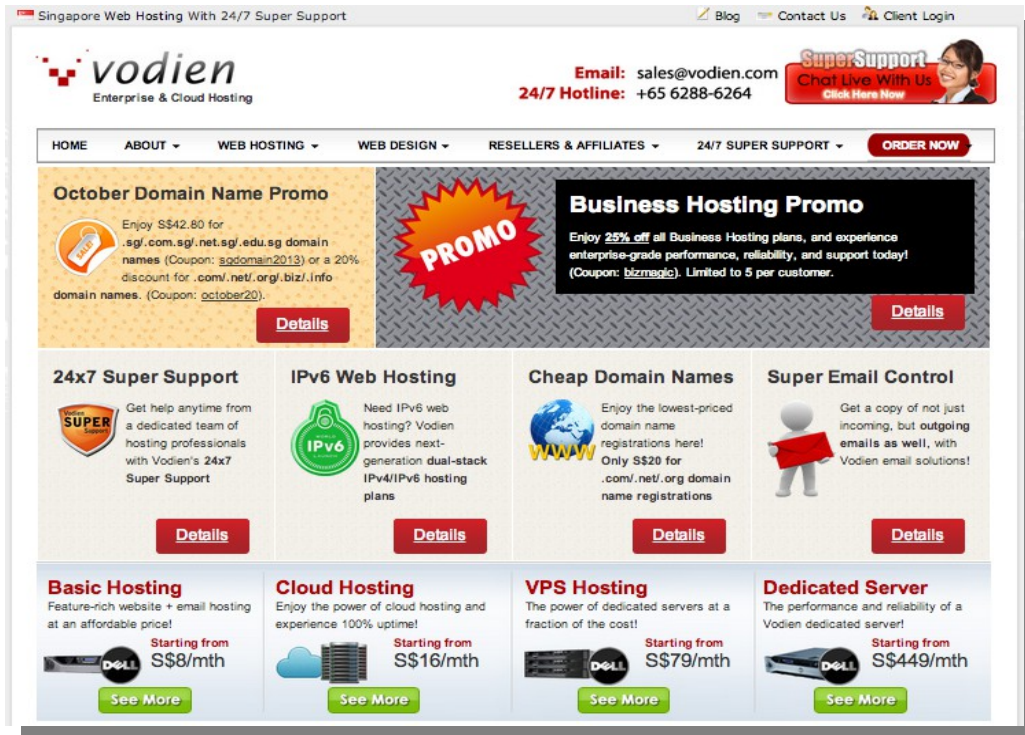 Singapore Web Hosting With 24/7 Super Support
Blog
Contact Us
Client Login
vodien
Enterprise & Cloud Hosting
Email: sales@vodien.com
24/7 Hotline: +65 6288-6264
SuperSupport
Chat Live With Us
Click Here Now
HOME
ABOUT
WEB HOSTING
WEB DESIGN
RESELLERS & AFFILIATES
24/7 SUPER SUPPORT
ORDER NOW
October Domain Name Promo
SALE!
Enjoy S$42.80 for
.sg/.com.sg/.net.sg/.edu.sg domain
names (Coupon: sgdomain2013) or a 20%
discount for .com/.net/.org/.biz/.info
domain names. (Coupon: october20).
Details
PROMO
Business Hosting Promo
Enjoy 25% off all Business Hosting plans, and experience
enterprise-grade performance, reliability, and support today!
(Coupon: bizmagic). Limited to 5 per customer.
Details
24x7 Super Support
Vodien
SUPER
Support
Get help anytime from
a dedicated team of
hosting professionals
with Vodien's 24x7
Super Support
Details
IPv6 Web Hosting
WORLD
IPv6
LAUNCH
Need IPv6 web
hosting? Vodien
provides next-
generation dual-stack
IPv4/IPv6 hosting
plans
Details
Cheap Domain Names
WWW
Enjoy the lowest-priced
domain name
registrations here!
Only S$20 for
.com/.net/.org domain
name registrations
Details
Super Email Control
Get a copy of not just
incoming, but outgoing
emails as well, with
Vodien email solutions!
Details
Basic Hosting
Feature-rich website + email hosting
at an affordable price!
DELL
Starting from
S$8/mth
See More
Cloud Hosting
Enjoy the power of cloud hosting and
experience 100% uptime!
Starting from
S$16/mth
See More
VPS Hosting
The power of dedicated servers at a
fraction of the cost!
DELL
Starting from
S$79/mth
See More
Dedicated Server
The performance and reliability of a
Vodien dedicated server!
DELL
Starting from
S$449/mth
See More